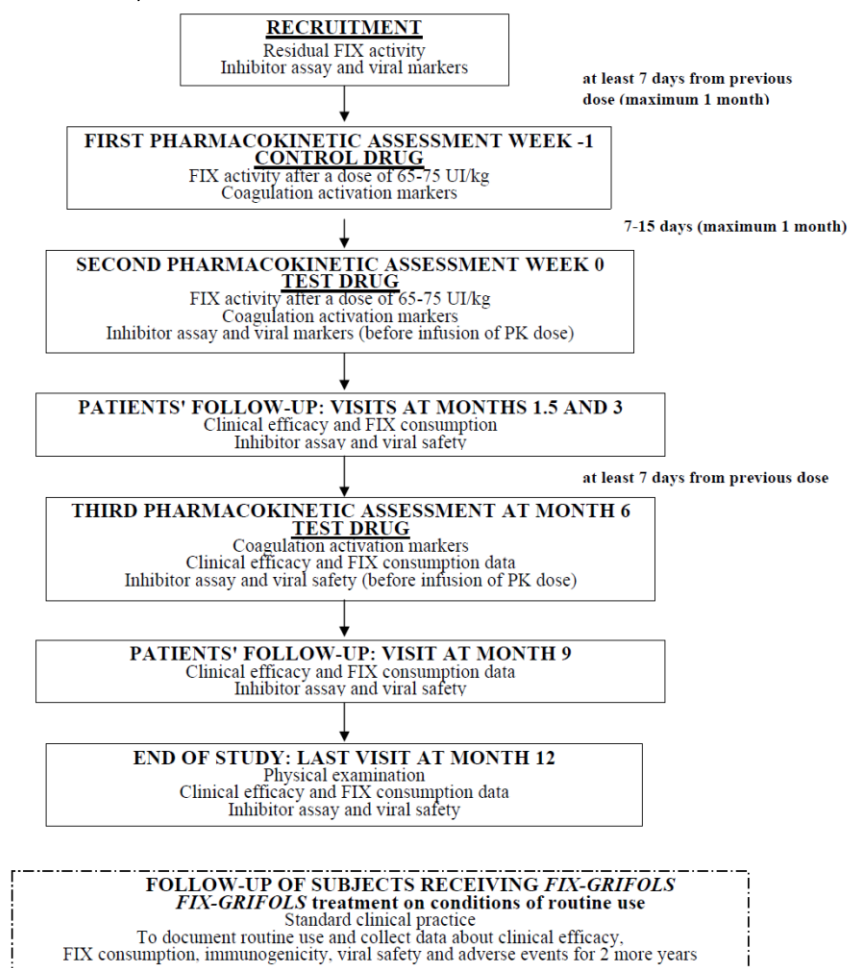 RECRUITMENT
Residual FIX activity
Inhibitor assay and viral markers
at least 7 days from previous
dose (maximum 1 month)
FIRST PHARMACOKINETIC ASSESSMENT WEEK -1
CONTROL DRUG
FIX activity after a dose of 65-75 UI/kg
Coagulation activation markers
7-15 days (maximum 1 month)
SECOND PHARMACOKINETIC ASSESSMENT WEEK 0
TEST DRUG
FIX activity after a dose of 65-75 UI/kg
Coagulation activation markers
Inhibitor assay and viral markers (before infusion of PK dose)
PATIENTS' FOLLOW-UP: VISITS AT MONTHS 1.5 AND 3
Clinical efficacy and FIX consumption
Inhibitor assay and viral safety
at least 7 days from previous dose
THIRD PHARMACOKINETIC ASSESSMENT AT MONTH 6
TEST DRUG
Coagulation activation markers
Clinical efficacy and FIX consumption data
Inhibitor assay and viral safety (before infusion of PK dose)
PATIENTS' FOLLOW-UP: VISIT AT MONTH 9
Clinical efficacy and FIX consumption data
Inhibitor assay and viral safety
END OF STUDY: LAST VISIT AT MONTH 12
Physical examination
Clinical efficacy and FIX consumption data
Inhibitor assay and viral safety
FOLLOW-UP OF SUBJECTS RECEIVING FIX-GRIFOLS
FIX-GRIFOLS treatment on conditions of routine use
Standard clinical practice
To document routine use and collect data about clinical efficacy,
FIX consumption, immunogenicity, viral safety and adverse events for 2 more years